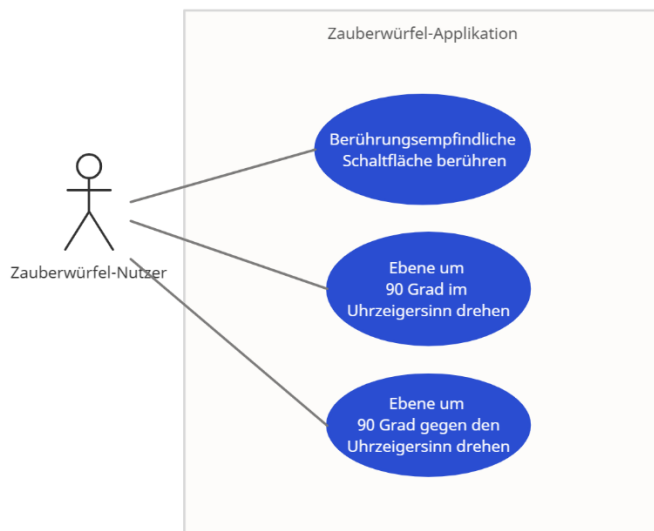 Zauberwürfel-Applikation
Berührungsempfindliche
Schaltfläche berühren
Zauberwürfel-Nutzer
Ebene um
90 Grad im
Uhrzeigersinn drehen
Ebene um
90 Grad gegen den
Uhrzeigersinn drehen